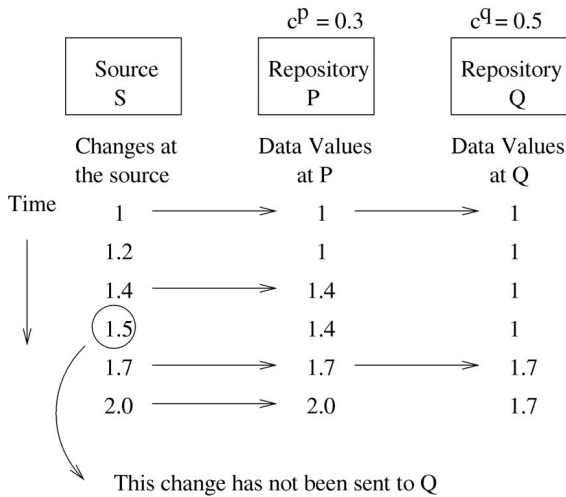 c^p = 0.3
c^q = 0.5
Source
S
Repository
P
Repository
Q
Changes at
the source
Data Values
at P
Data Values
at Q
Time
1 1 1
1.2 1 1
1.4 1.4 1
1.5 1.4 1
1.7 1.7 1.7
2.0 2.0 1.7
This change has not been sent to Q